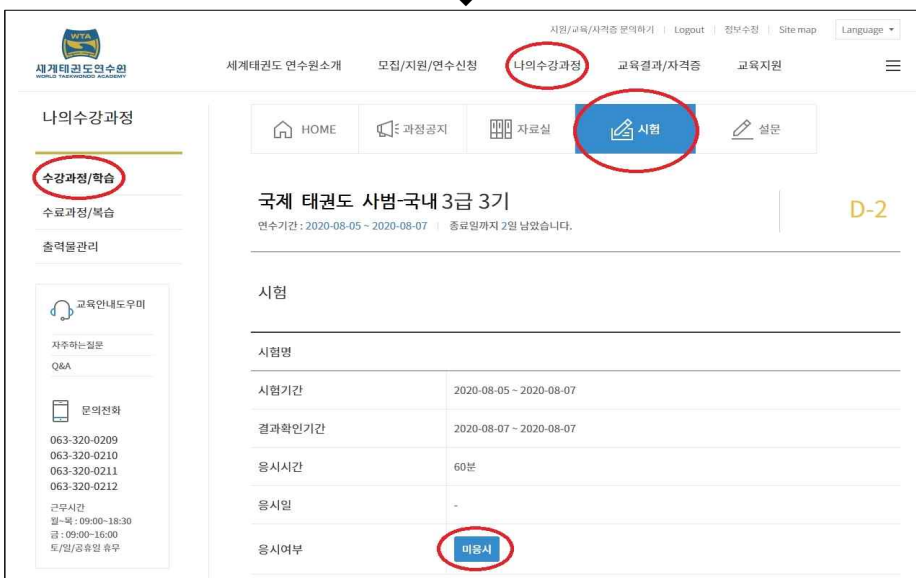 지원/교육/자격증 문의하기 | Logout | 정보수정 | Site map
Language
WTA
세계태권도연수원
WORLD TAEKWONDO ACADEMY
세계태권도 연수원소개 모집/지원/연수신청 나의수강과정 교육결과/자격증 교육지원
나의수강과정
수강과정/학습
수료과정/복습
출력물관리
교육안내도우미
자주하는질문
Q&A
문의전화
063-320-0209
063-320-0210
063-320-0211
063-320-0212
근무시간
월~목 : 09:00~18:30
금 : 09:00~16:00
토/일/공휴일 휴무
HOME 과정공지 자료실 시험 설문
국제 태권도 사범-국내 3급 3기
D-2
연수기간 : 2020-08-05 ~ 2020-08-07 | 종료일까지 2일 남았습니다.
시험
시험명
시험기간 2020-08-05 ~ 2020-08-07
결과확인기간 2020-08-07 ~ 2020-08-07
응시시간 60분
응시일 -
응시여부 미응시